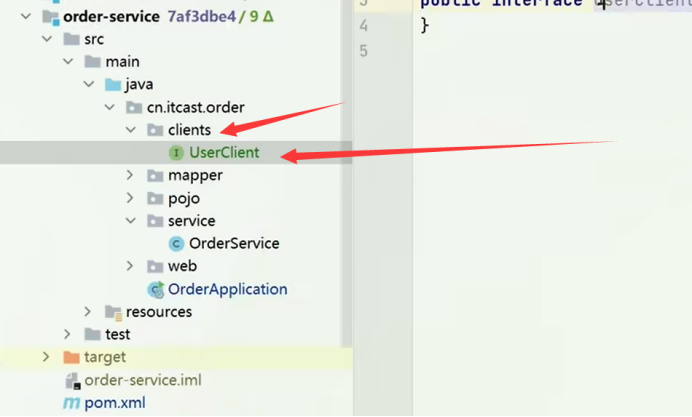 order-service 7af3dbe4 / 9 Δ
src
main
java
cn.itcast.order
clients
UserClient
mapper
pojo
service
OrderService
web
OrderApplication
resources
test
target
order-service.iml
pom.xml
3 public interface UserClient
4 }
5